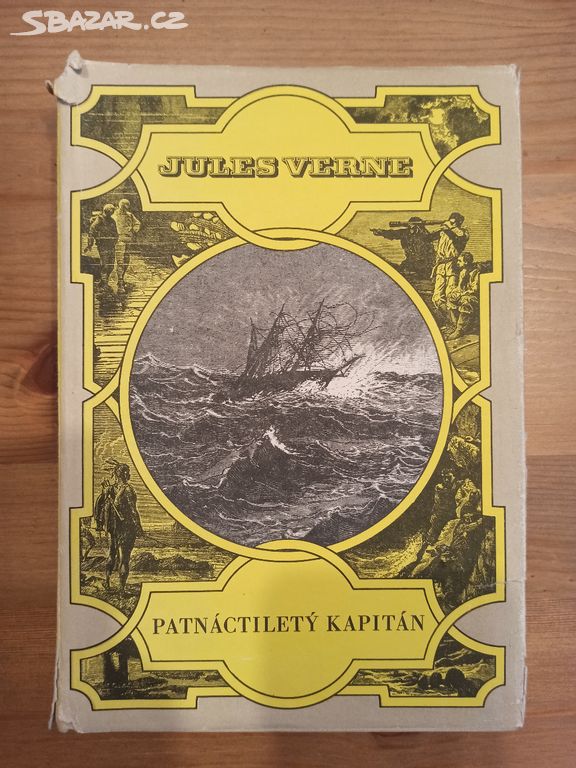 SBAZAR.CZ
JULES VERNE
PATNÁCTILETÝ KAPITÁN